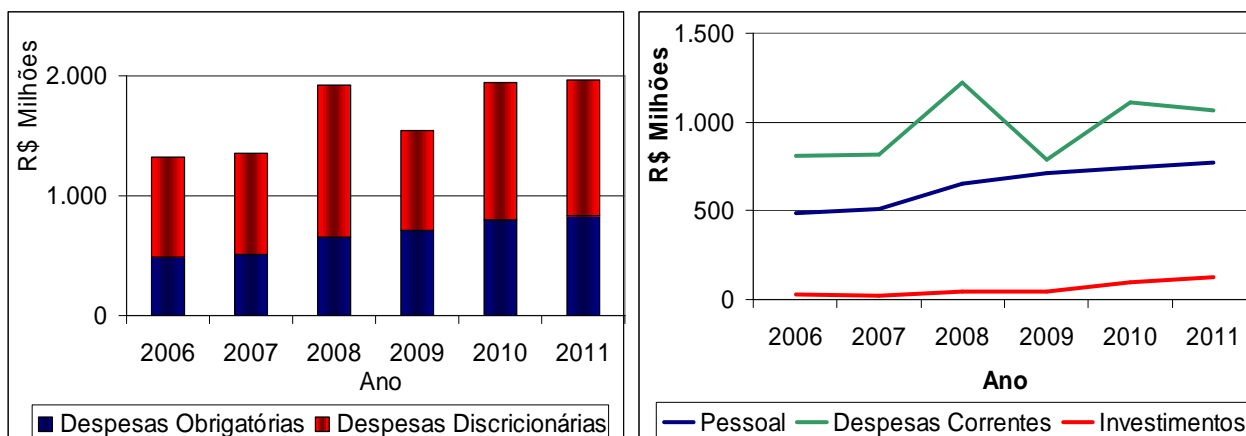 R$ Milhões
2.000
1.000
0
2006 2007 2008 2009 2010 2011
Ano
Despesas Obrigatórias Despesas Discricionárias
R$ Milhões
1.500
1.000
500
0
2006 2007 2008 2009 2010 2011
Ano
Pessoal Despesas Correntes Investimentos